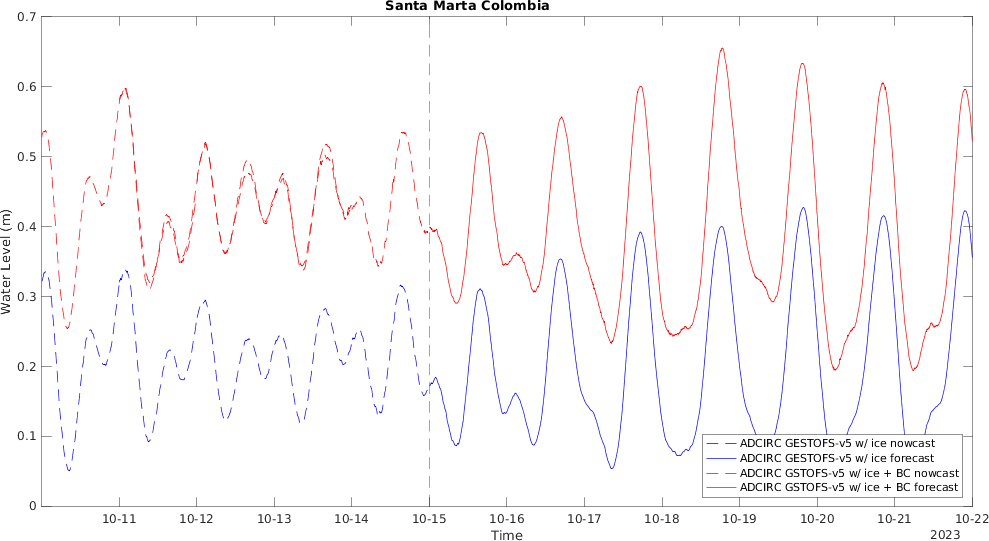 Santa Marta Colombia
0.7
0.6
0.5
0.4
0.3
0.2
0.1
0
Water Level (m)
ADCIRC GESTOFS-v5 w/ ice nowcast
ADCIRC GESTOFS-v5 w/ ice forecast
ADCIRC GSTOFS-v5 w/ ice + BC nowcast
ADCIRC GSTOFS-v5 w/ ice + BC forecast
10-11 10-12 10-13 10-14 10-15 10-16 10-17 10-18 10-19 10-20 10-21 10-22
Time
2023